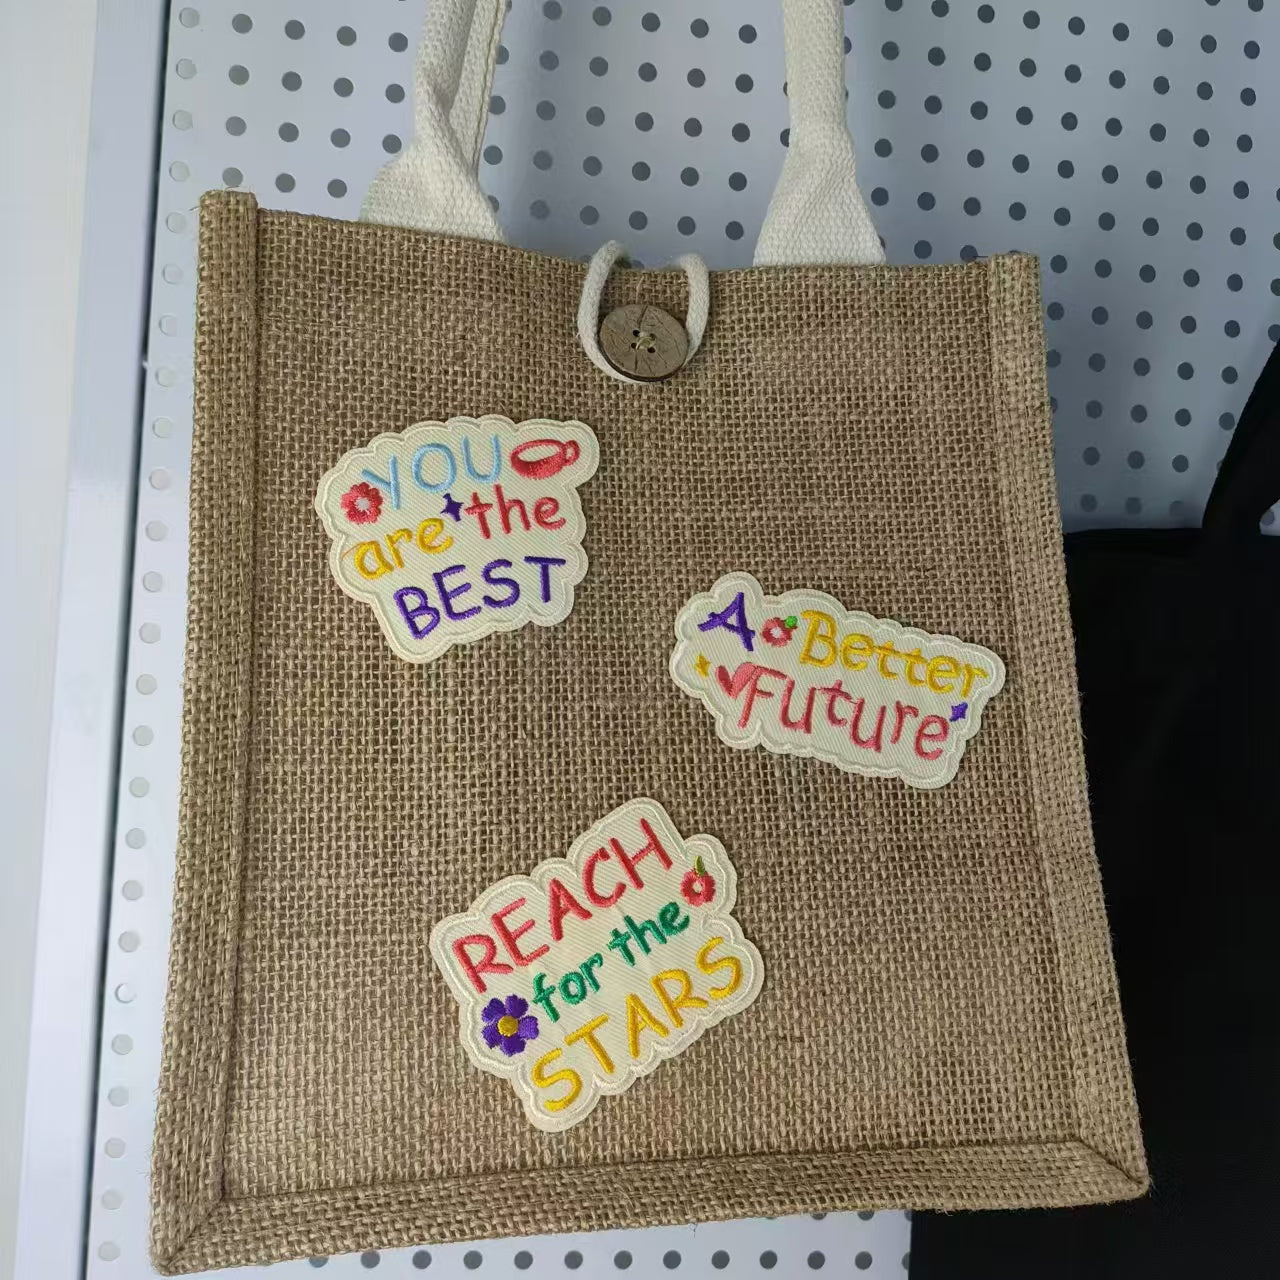 YOU
are the
BEST
A Better
Future
REACH
for the
STARS